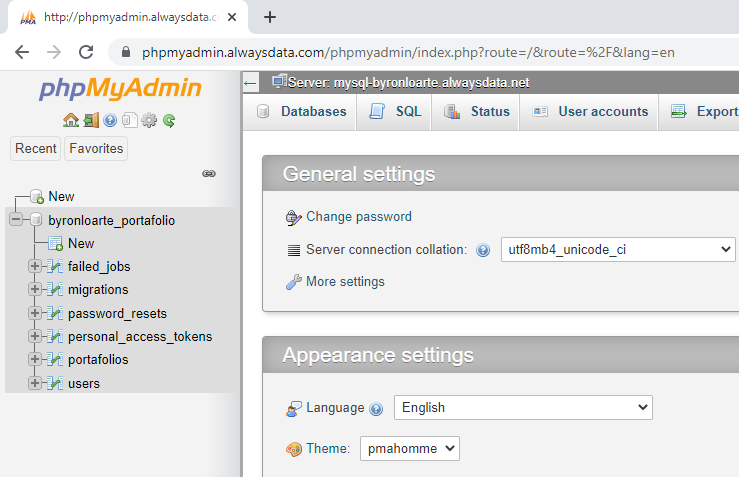 http://phpmyadmin.alwaysdata.c
phpmyadmin.alwaysdata.com/phpmyadmin/index.php?route=/&route=%2F&lang=en
phpMyAdmin
Recent Favorites
New
byronloarte_portafolio
New
failed_jobs
migrations
password_resets
personal_access_tokens
portafolios
users
Server: mysql-byronloarte.alwaysdata.net
Databases SQL Status User accounts Export
General settings
Change password
Server connection collation: utf8mb4_unicode_ci
More settings
Appearance settings
Language English
Theme: pmahomme